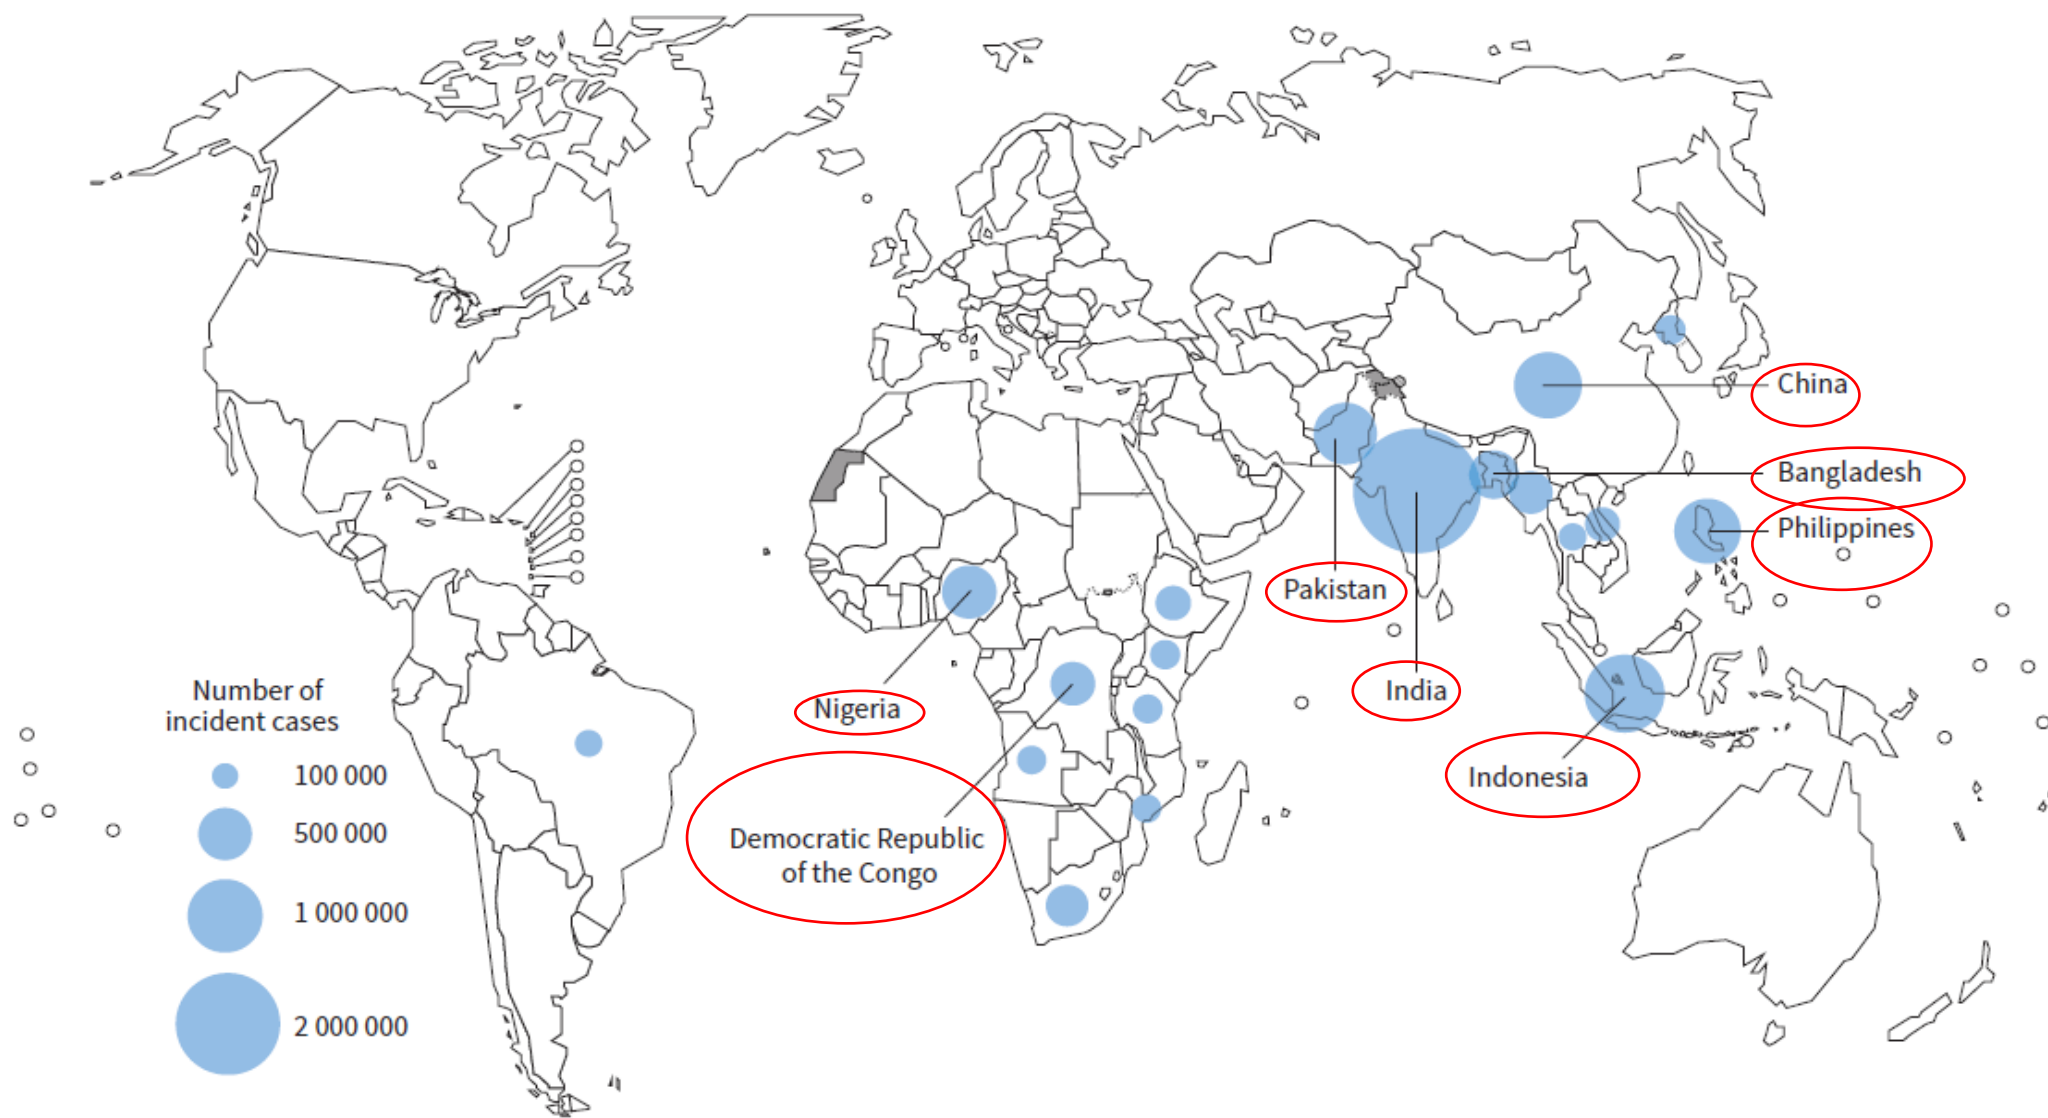 China
Bangladesh
Philippines
Pakistan
India
Nigeria
Indonesia
Democratic Republic
of the Congo
Number of
incident cases
100 000
500 000
1 000 000
2 000 000